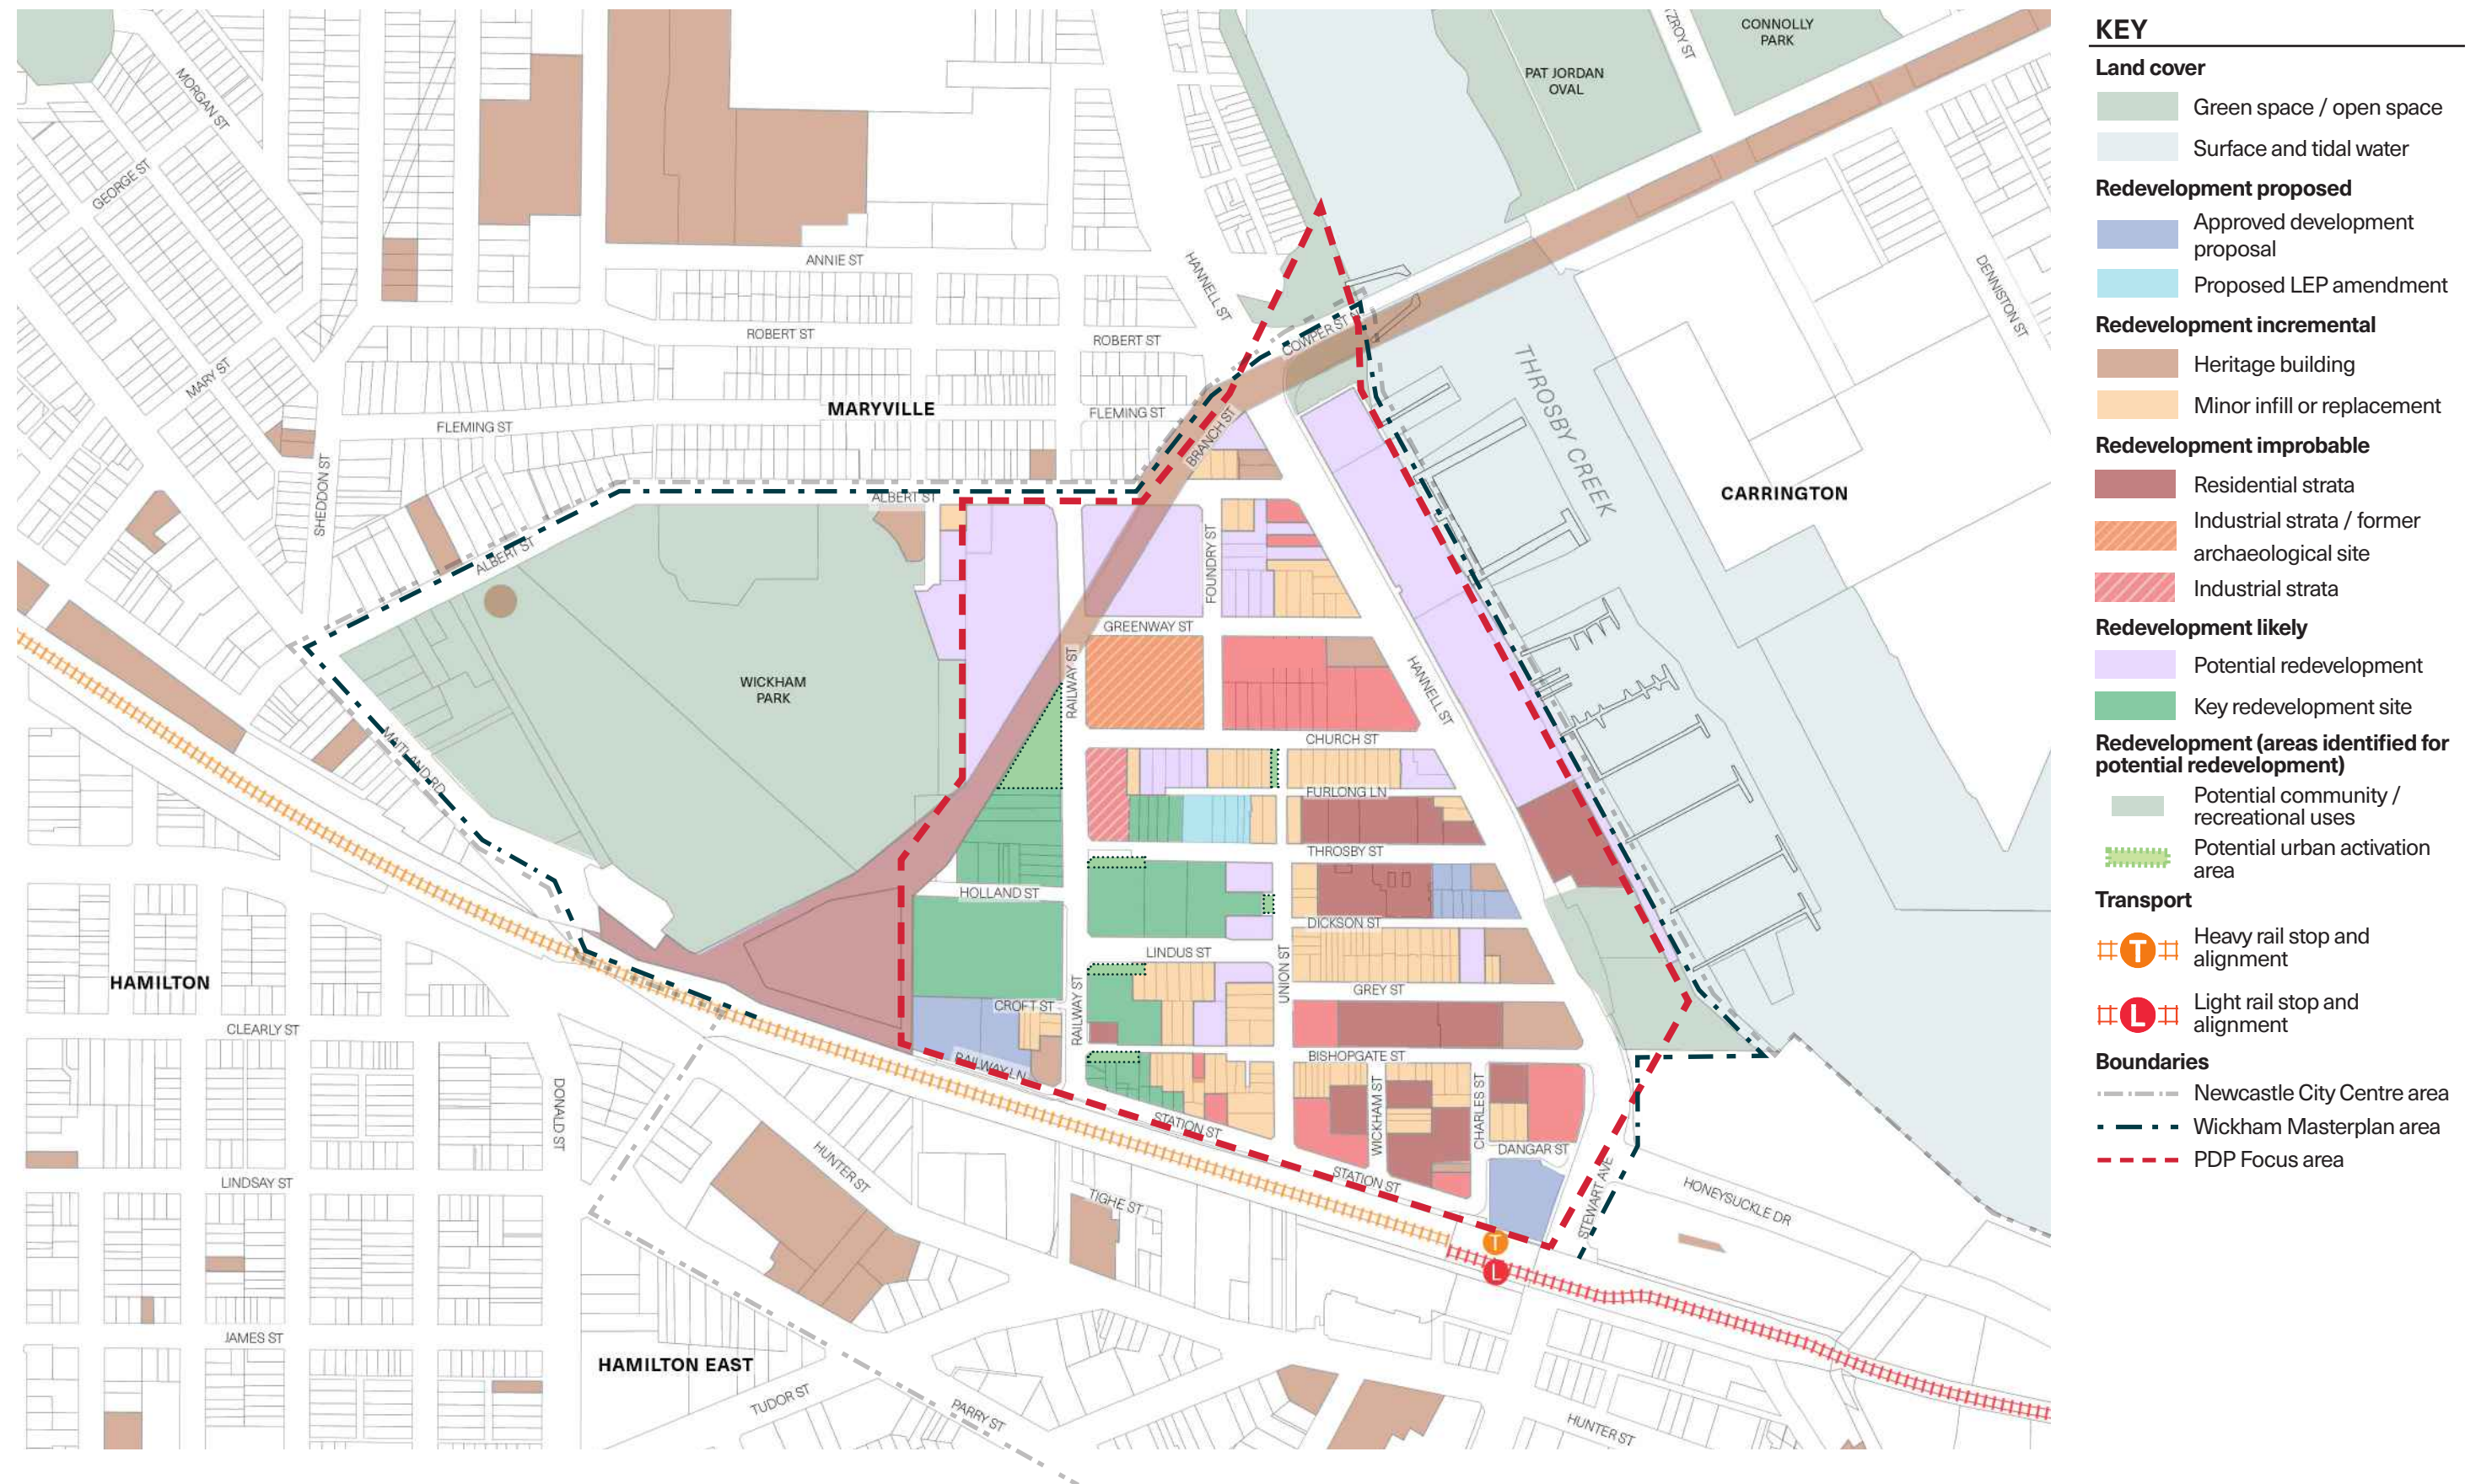 CONNOLLY
PARK
PAT JORDAN
OVAL
MORGAN ST
GEORGE ST
ANNIE ST
HANNELL ST
DENNISTON ST
COWPER ST N
ROBERT ST
ROBERT ST
MARY ST
MARYVILLE
FLEMING ST
FLEMING ST
BRANCH ST
SHEDDON ST
THROSBY CREEK
CARRINGTON
ALBERT ST
ALBERT ST
FOUNDRY ST
GREENWAY ST
WICKHAM
PARK
RAILWAY ST
HANNELL ST
MAITLAND RD
CHURCH ST
FURLONG LN
THROSBY ST
HOLLAND ST
DICKSON ST
LINDUS ST
UNION ST
HAMILTON
GREY ST
CROFT ST
RAILWAY ST
CLEARLY ST
BISHOPGATE ST
RAILWAY LN
DONALD ST
WICKHAM ST
CHARLES ST
STATION ST
DANGAR ST
HUNTER ST
STATION ST
LINDSAY ST
TIGHE ST
STEWART AVE
HONEYSUCKLE DR
T
L
JAMES ST
HAMILTON EAST
TUDOR ST
PARRY ST
HUNTER ST
KEY
Land cover
Green space / open space
Surface and tidal water
Redevelopment proposed
Approved development
proposal
Proposed LEP amendment
Redevelopment incremental
Heritage building
Minor infill or replacement
Redevelopment improbable
Residential strata
Industrial strata / former
archaeological site
Industrial strata
Redevelopment likely
Potential redevelopment
Key redevelopment site
Redevelopment (areas identified for
potential redevelopment)
Potential community /
recreational uses
Potential urban activation
area
Transport
T
Heavy rail stop and
alignment
L
Light rail stop and
alignment
Boundaries
Newcastle City Centre area
Wickham Masterplan area
PDP Focus area